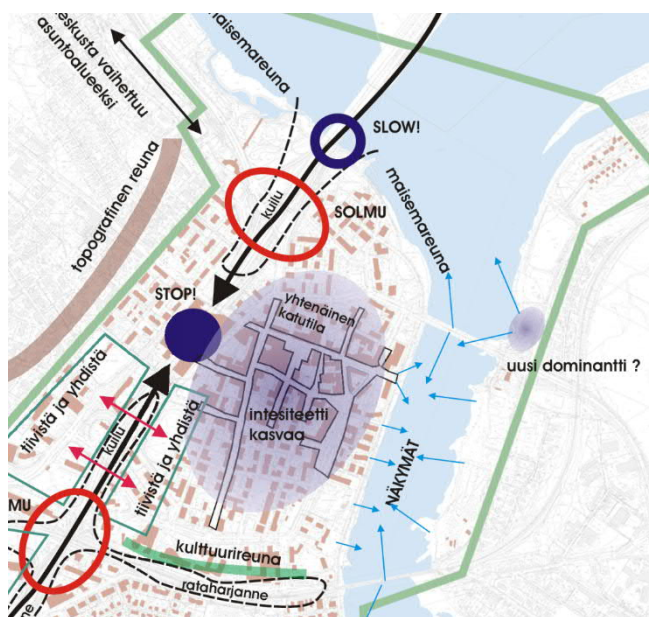 keskusta vaihettuu
asuntoalueeksi
maisemareuna
SLOW!
topografinen reuna
kuilu
SOLMU
maisemareuna
STOP!
yhtenäinen
katutila
uusi dominantti ?
tiivistä ja yhdistä
kuilu
tiivistä ja yhdistä
intesiteetti
kasvaa
NÄKYMÄT
MU
kulttuurireuna
rataharjanne
nne